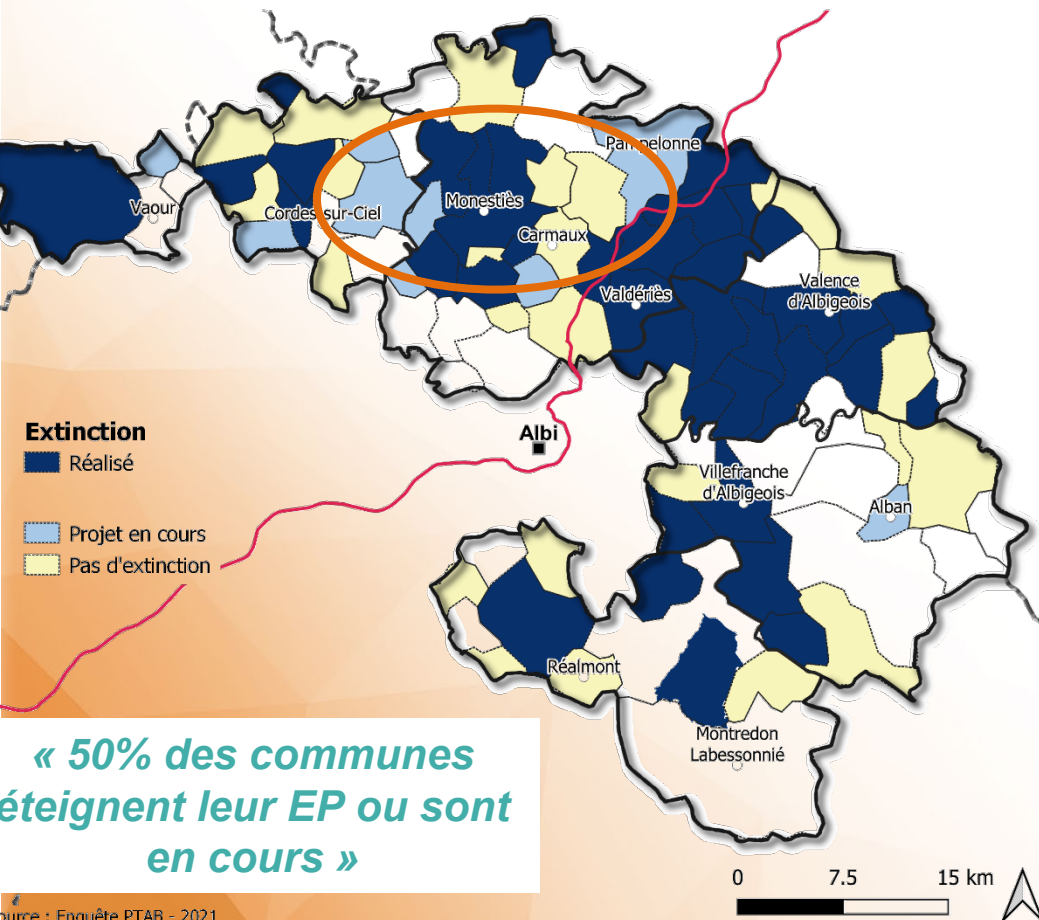 Pampelonne
Vaour
Cordes-sur-Ciel
Monestiès
Carmaux
Valdériès
Valence
d'Albigeois
Extinction
Réalisé
Projet en cours
Pas d'extinction
Albi
Villefranche
d'Albigeois
Alban
Réalmont
Montredon
Labessonnié
« 50% des communes
éteignent leur EP ou sont
en cours »
0 7.5 15 km
ource : Enquête PTAB - 2021